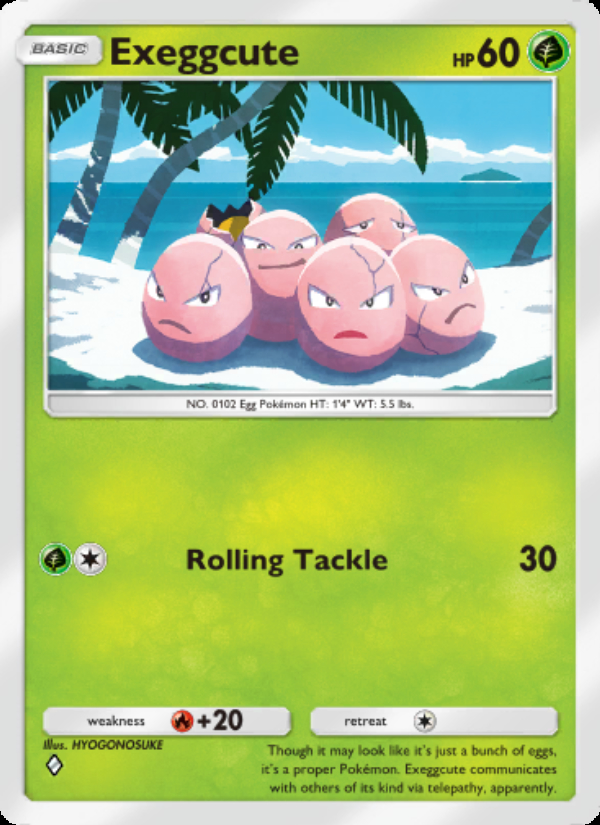 BASIC Exeggcute HP 60
NO. 0102 Egg Pokémon HT: 1'4" WT: 5.5 lbs.
Rolling Tackle 30
weakness +20 retreat
Illus. HYOGONOSUKE
Though it may look like it's just a bunch of eggs,
it's a proper Pokémon. Exeggcute communicates
with others of its kind via telepathy, apparently.